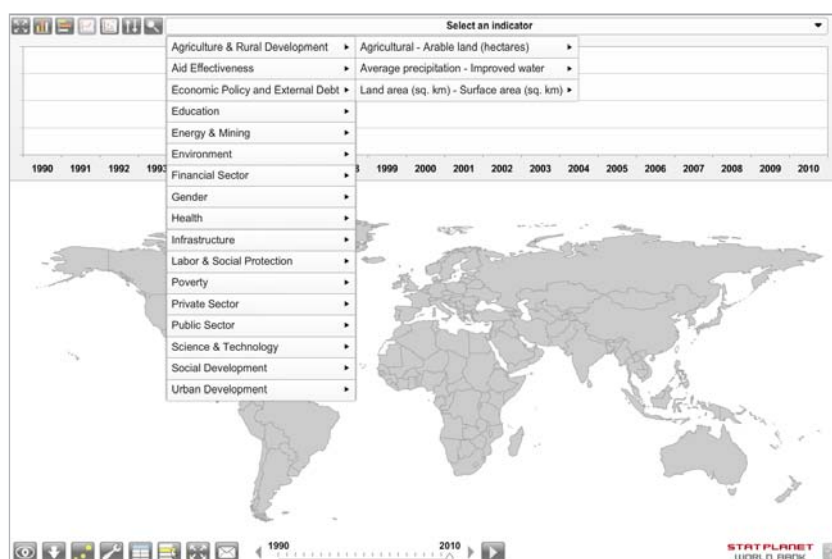 Select an indicator
Agriculture & Rural Development
Agricultural - Arable land (hectares)
Aid Effectiveness
Average precipitation - Improved water
Economic Policy and External Debt
Land area (sq. km) - Surface area (sq. km)
Education
Energy & Mining
Environment
1990 1991 1992 1993 1999 2000 2001 2002 2003 2004 2005 2006 2007 2008 2009 2010
Financial Sector
Gender
Health
Infrastructure
Labor & Social Protection
Poverty
Private Sector
Public Sector
Science & Technology
Social Development
Urban Development
1990 2010
STATPLANET
WORLD BANK